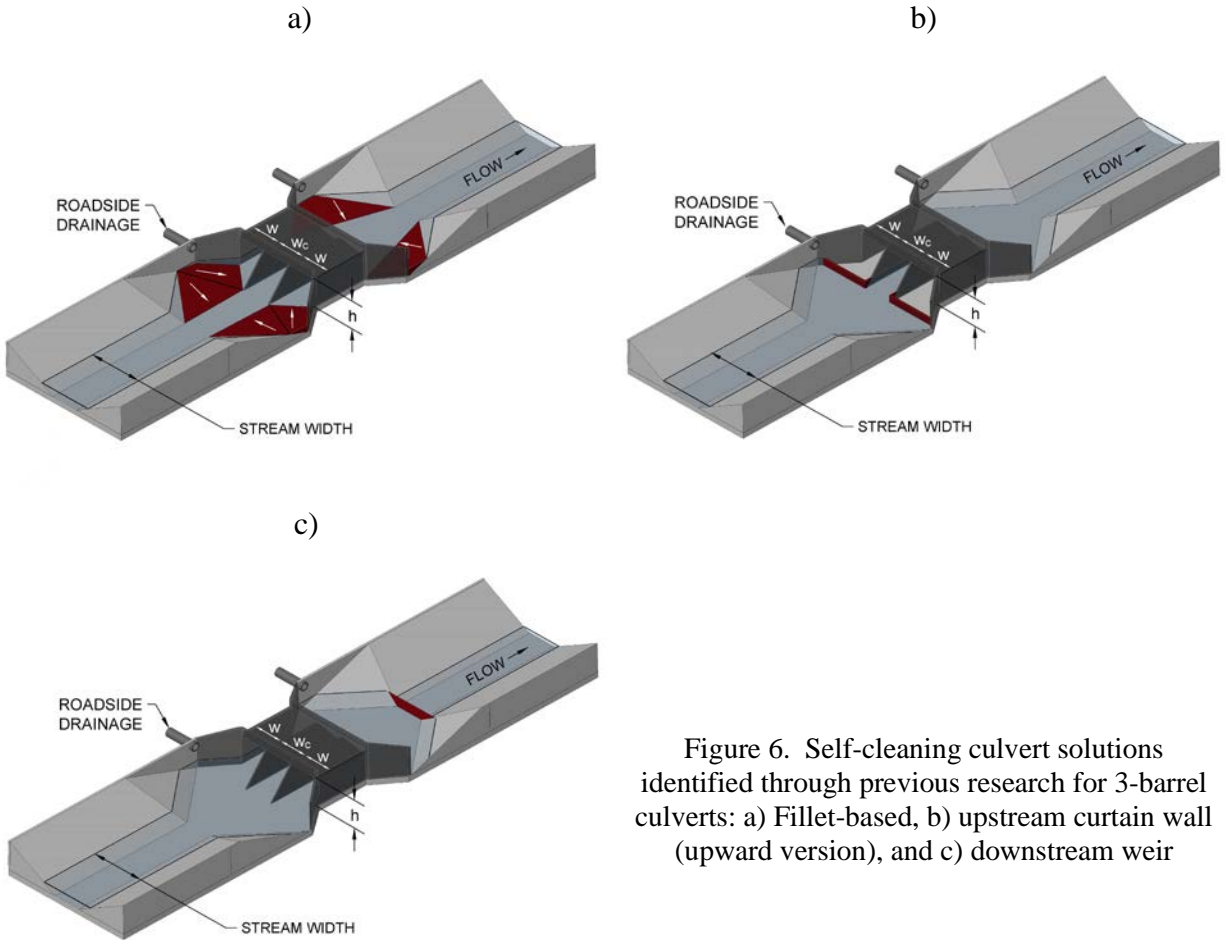 a)
b)
ROADSIDE
DRAINAGE
FLOW
W
Wc
W
h
STREAM WIDTH
ROADSIDE
DRAINAGE
FLOW
W
Wc
W
h
STREAM WIDTH
c)
ROADSIDE
DRAINAGE
FLOW
W
Wc
W
h
STREAM WIDTH
Figure 6. Self-cleaning culvert solutions
identified through previous research for 3-barrel
culverts: a) Fillet-based, b) upstream curtain wall
(upward version), and c) downstream weir